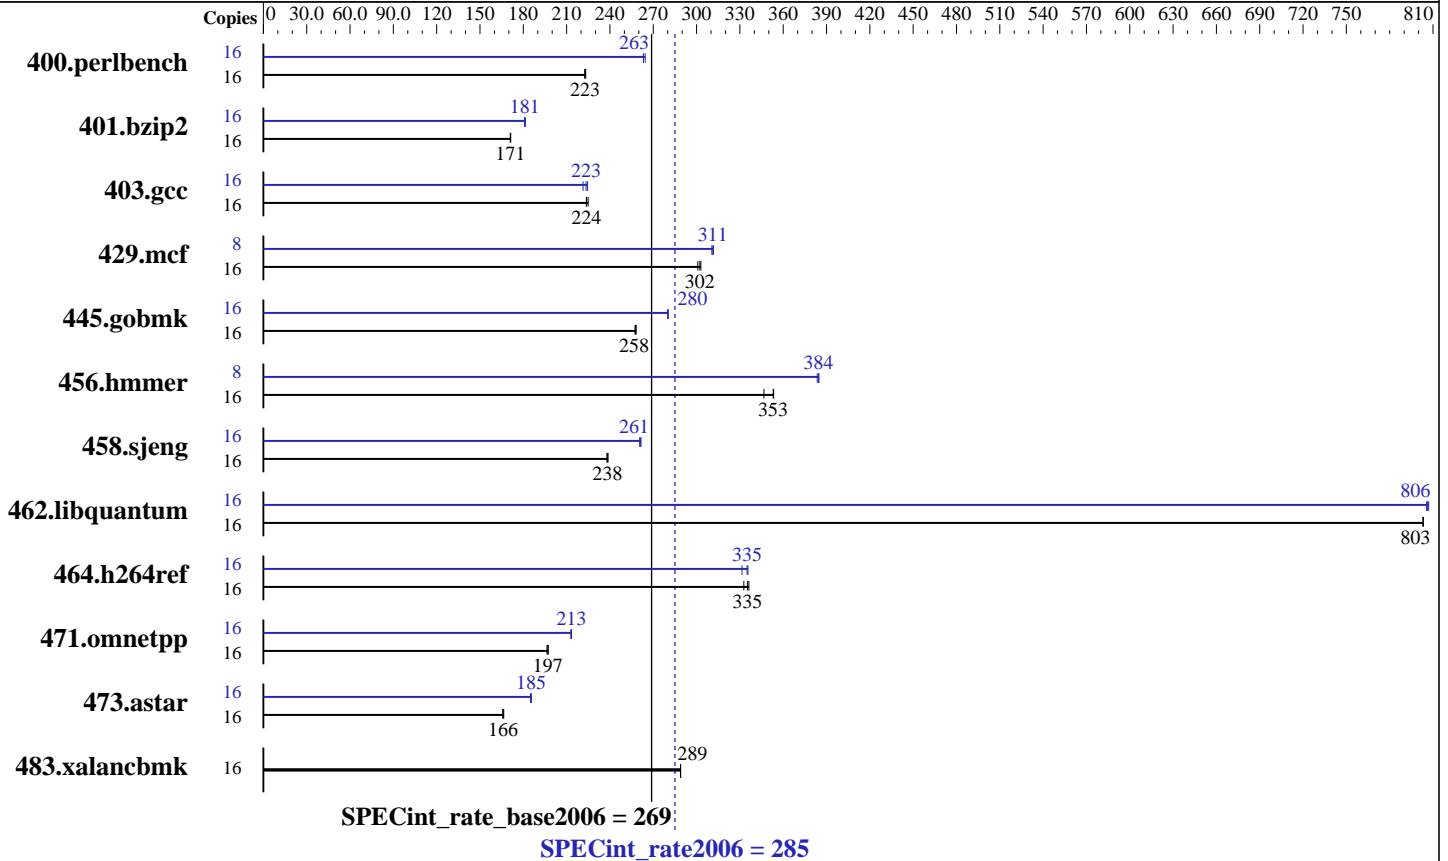 Copies 0 30.0 60.0 90.0 120 150 180 210 240 270 300 330 360 390 420 450 480 510 540 570 600 630 660 690 720 750 810
400.perlbench 16 263
16 223
401.bzip2 16 181
16 171
403.gcc 16 223
16 224
429.mcf 8 311
16 302
445.gobmk 16 280
16 258
456.hmmer 8 384
16 353
458.sjeng 16 261
16 238
462.libquantum 16 806
16 803
464.h264ref 16 335
16 335
471.omnetpp 16 213
16 197
473.astar 16 185
16 166
483.xalancbmk 16 289
SPECint_rate_base2006 = 269
SPECint_rate2006 = 285